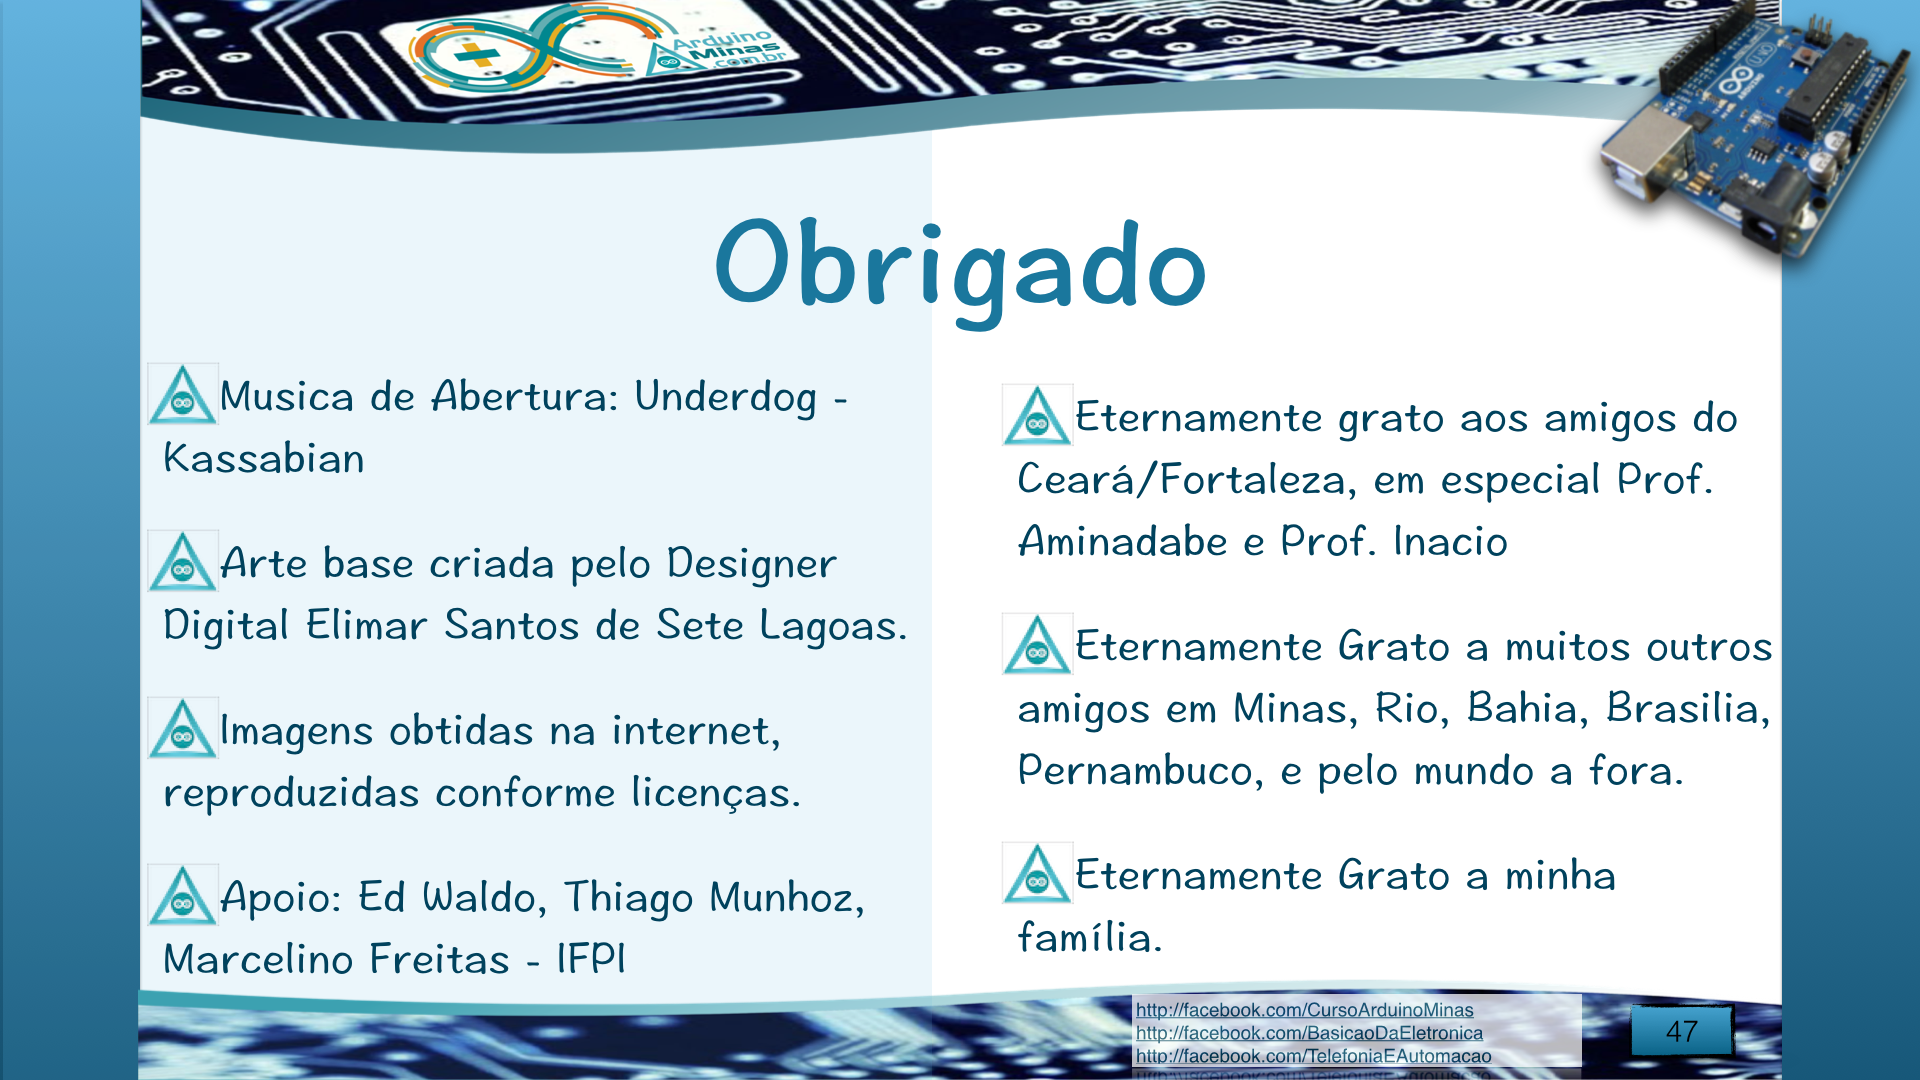 Arduino
Minas
.com.br
UNO
ARDUINO
Obrigado
Musica de Abertura: Underdog -
Kassabian
Arte base criada pelo Designer
Digital Elimar Santos de Sete Lagoas.
Imagens obtidas na internet,
reproduzidas conforme licenças.
Apoio: Ed Waldo, Thiago Munhoz,
Marcelino Freitas - IFPI
Eternamente grato aos amigos do
Ceará/Fortaleza, em especial Prof.
Aminadabe e Prof. Inacio
Eternamente Grato a muitos outros
amigos em Minas, Rio, Bahia, Brasilia,
Pernambuco, e pelo mundo a fora.
Eternamente Grato a minha
família.
http://facebook.com/CursoArduinoMinas
http://facebook.com/BasicaoDaEletronica
http://facebook.com/TelefoniaEAutomacao
47